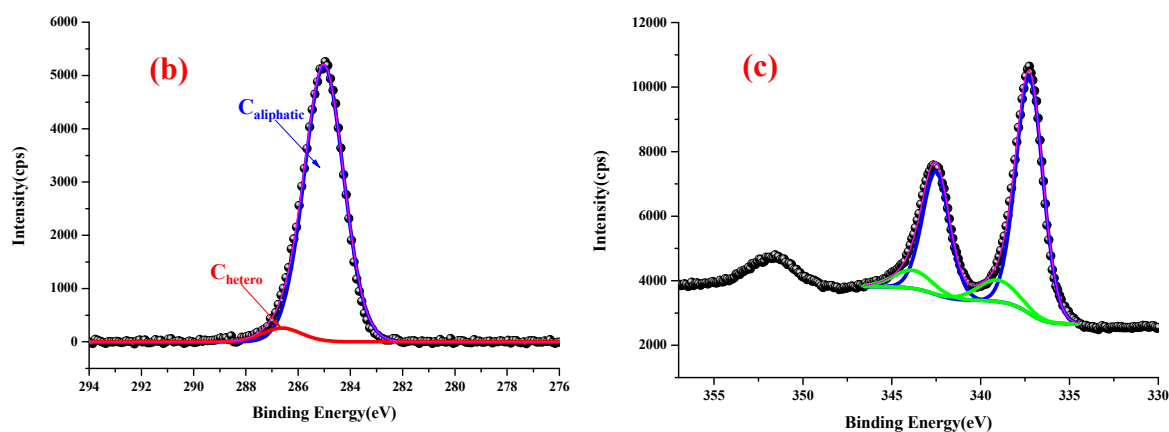 (b)
C aliphatic
C hetero
6000
5000
4000
3000
2000
1000
0
Intensity(cps)
294 292 290 288 286 284 282 280 278 276
Binding Energy(eV)
(c)
12000
10000
8000
6000
4000
2000
Intensity(cps)
355 350 345 340 335 330
Binding Energy(eV)